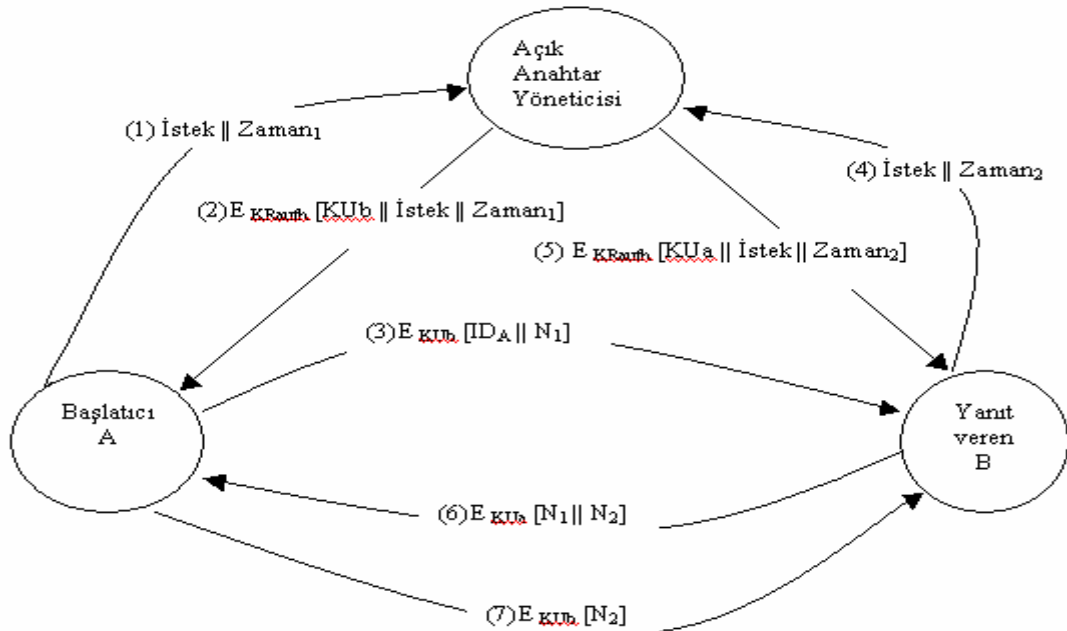 Açık
Anahtar
Yöneticisi
(1) İstek || Zaman₁
(4) İstek || Zaman₂
(2) E KRauth [KUb || İstek || Zaman₁]
(5) E KRauth [KUa || İstek || Zaman₂]
(3) E KUb [ID_A || N₁]
Başlatıcı
A
Yanıt
veren
B
(6) E KUa [N₁ || N₂]
(7) E KUb [N₂]